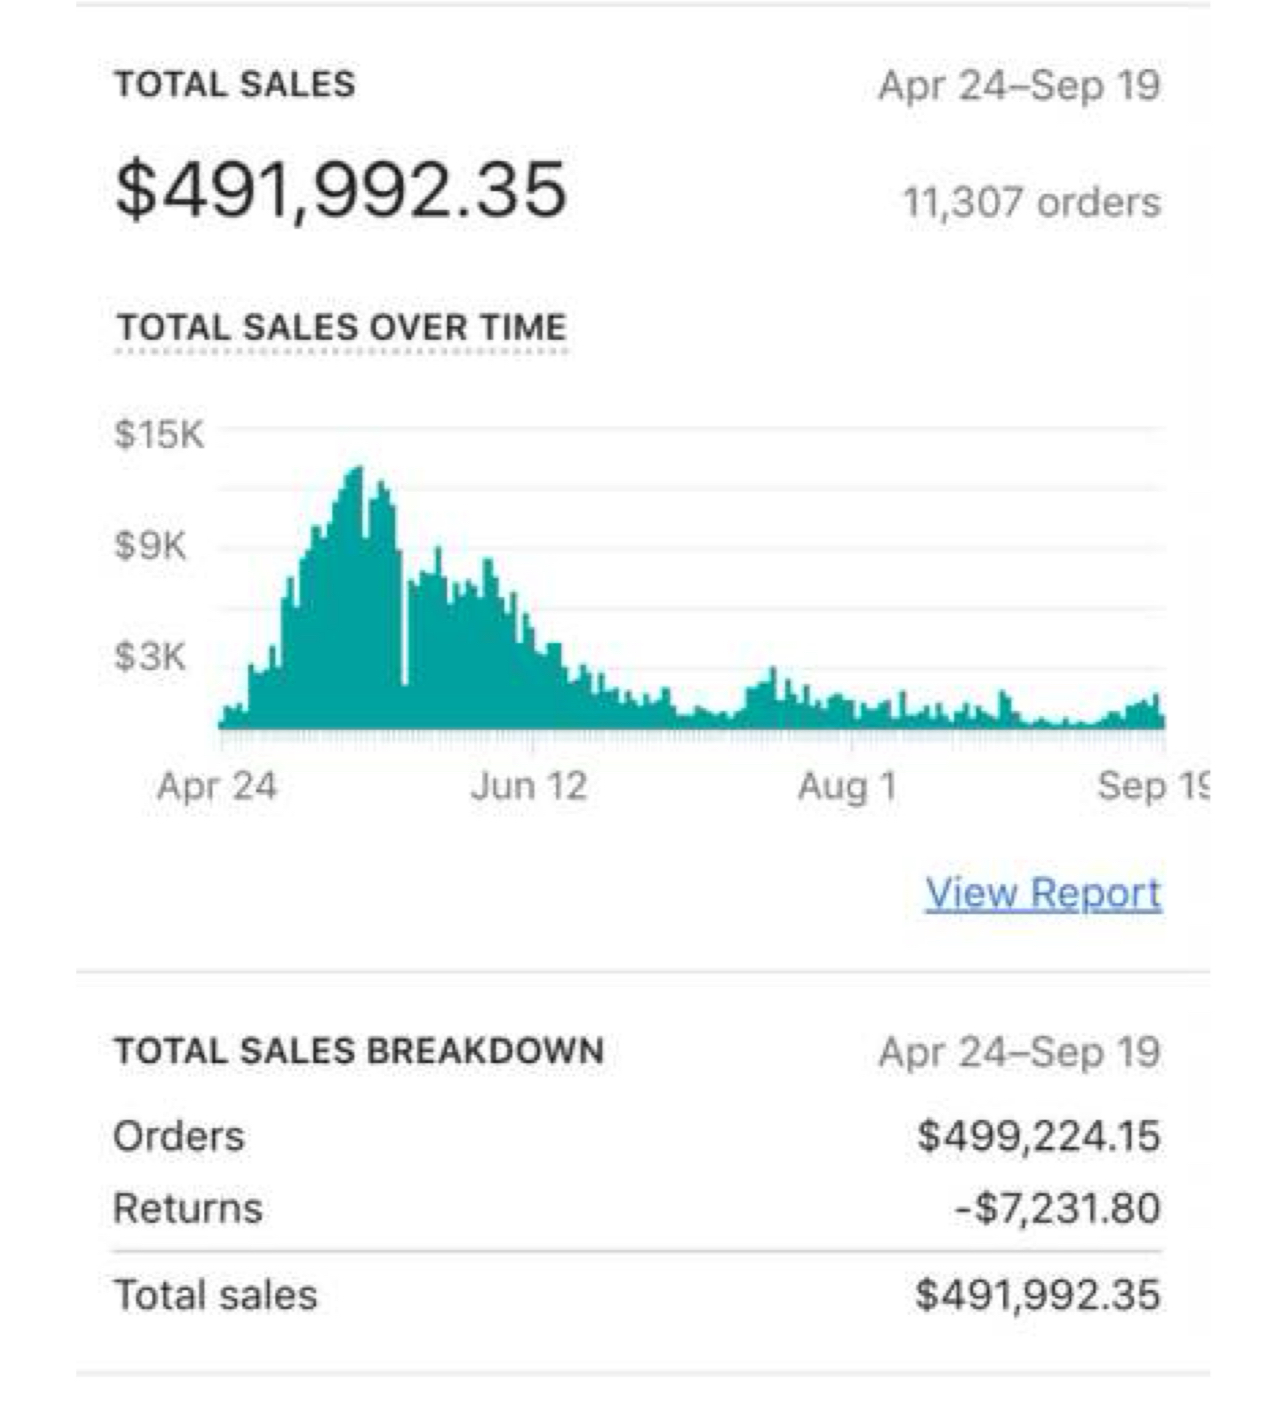 TOTAL SALES Apr 24–Sep 19
$491,992.35 11,307 orders
TOTAL SALES OVER TIME
$15K
$9K
$3K
Apr 24 Jun 12 Aug 1 Sep 19
View Report
TOTAL SALES BREAKDOWN Apr 24–Sep 19
Orders $499,224.15
Returns -$7,231.80
Total sales $491,992.35